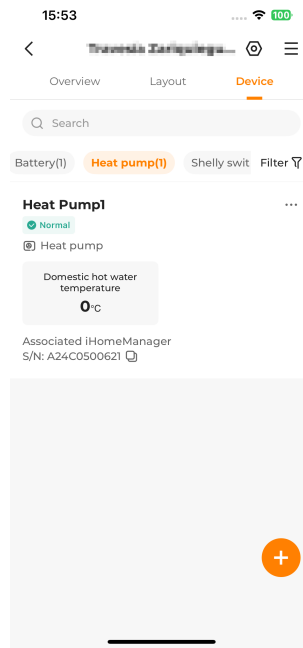 15:53
100
Overview
Layout
Device
Search
Battery(1)
Heat pump(1)
Shelly swit
Filter
Heat Pump1
Normal
Heat pump
Domestic hot water
temperature
0°C
Associated iHomeManager
S/N: A24C0500621